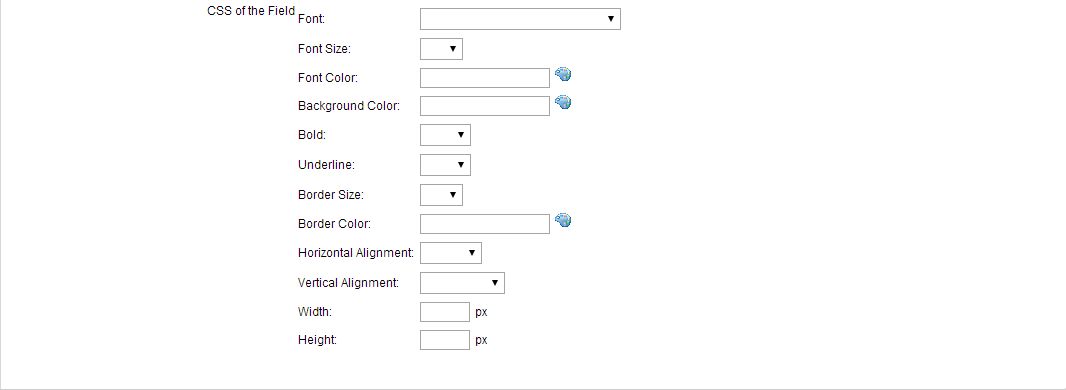 CSS of the Field
Font:
Font Size:
Font Color:
Background Color:
Bold:
Underline:
Border Size:
Border Color:
Horizontal Alignment:
Vertical Alignment:
Width: px
Height: px